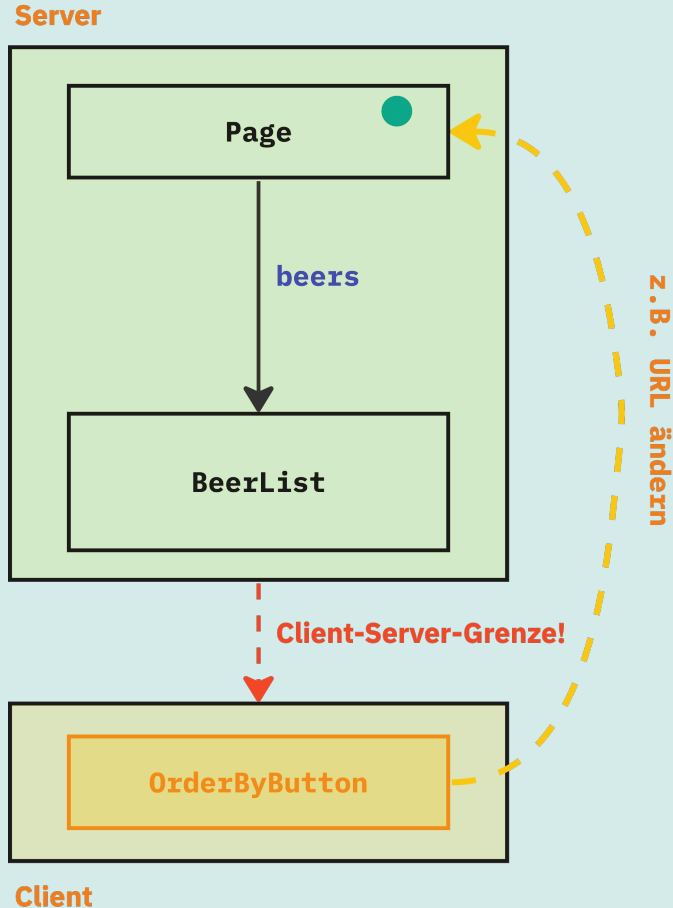 Server
Page
beers
z.B. URL ändern
BeerList
Client-Server-Grenze!
OrderByButton
Client